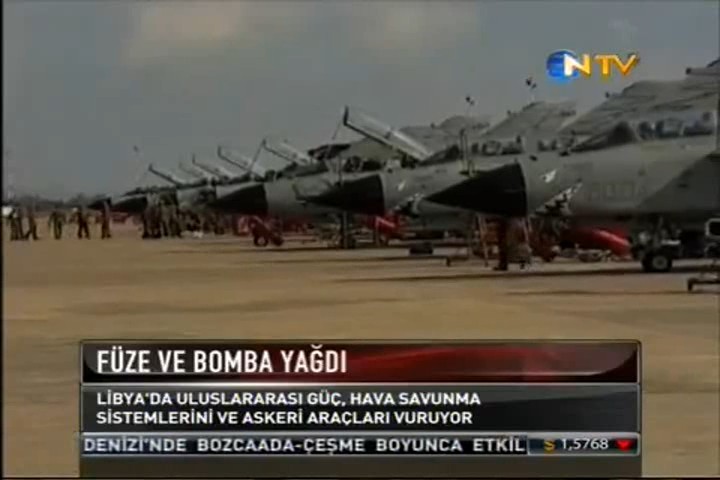 NTV
FÜZE VE BOMBA YAĞDI
LİBYA'DA ULUSLARARASI GÜÇ, HAVA SAVUNMA
SİSTEMLERİNİ VE ASKERİ ARAÇLARI VURUYOR
DENİZİ'NDE BOZCAADA-ÇEŞME BOYUNCA ETKİL $ 1,5768